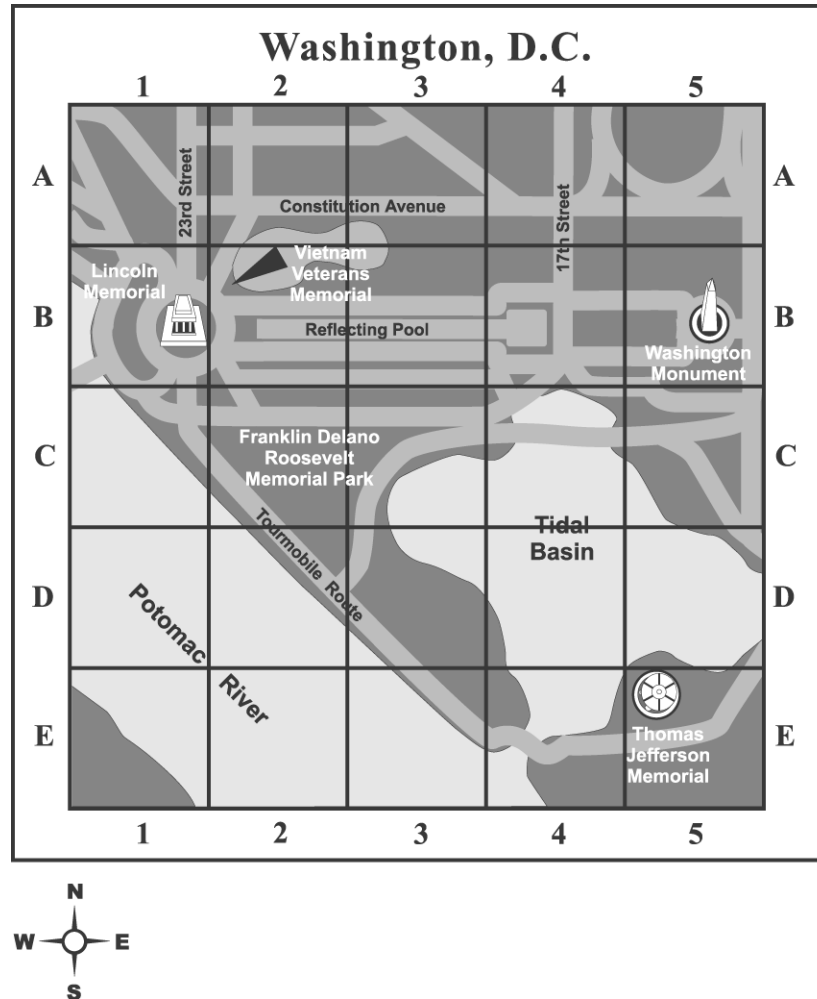 Washington, D.C.
1 2 3 4 5
A A
23rd Street
Constitution Avenue
17th Street
Lincoln
Memorial
Vietnam
Veterans
Memorial
B B
Reflecting Pool
Washington
Monument
Franklin Delano
Roosevelt
Memorial Park
C C
Tourmobile Route
Tidal
Basin
D D
Potomac River
E E
Thomas
Jefferson
Memorial
1 2 3 4 5
N
W E
S